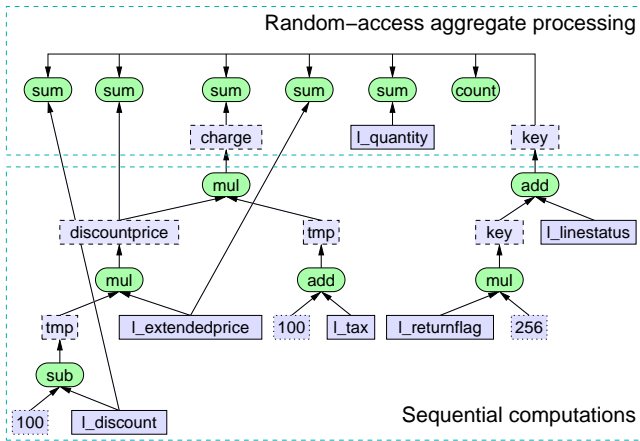 Random-access aggregate processing
sum sum sum sum sum count
charge l_quantity key
mul add
discountprice tmp key l_linestatus
mul add mul
tmp l_extendedprice 100 l_tax l_returnflag 256
sub
100 l_discount
Sequential computations